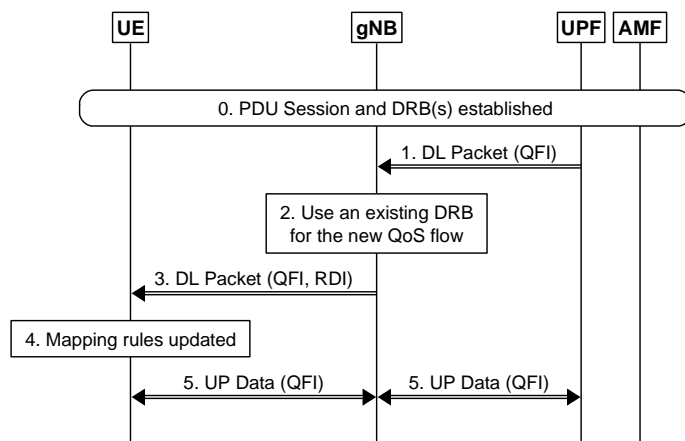 UE
gNB
UPF
AMF
0. PDU Session and DRB(s) established
1. DL Packet (QFI)
2. Use an existing DRB
for the new QoS flow
3. DL Packet (QFI, RDI)
4. Mapping rules updated
5. UP Data (QFI)
5. UP Data (QFI)